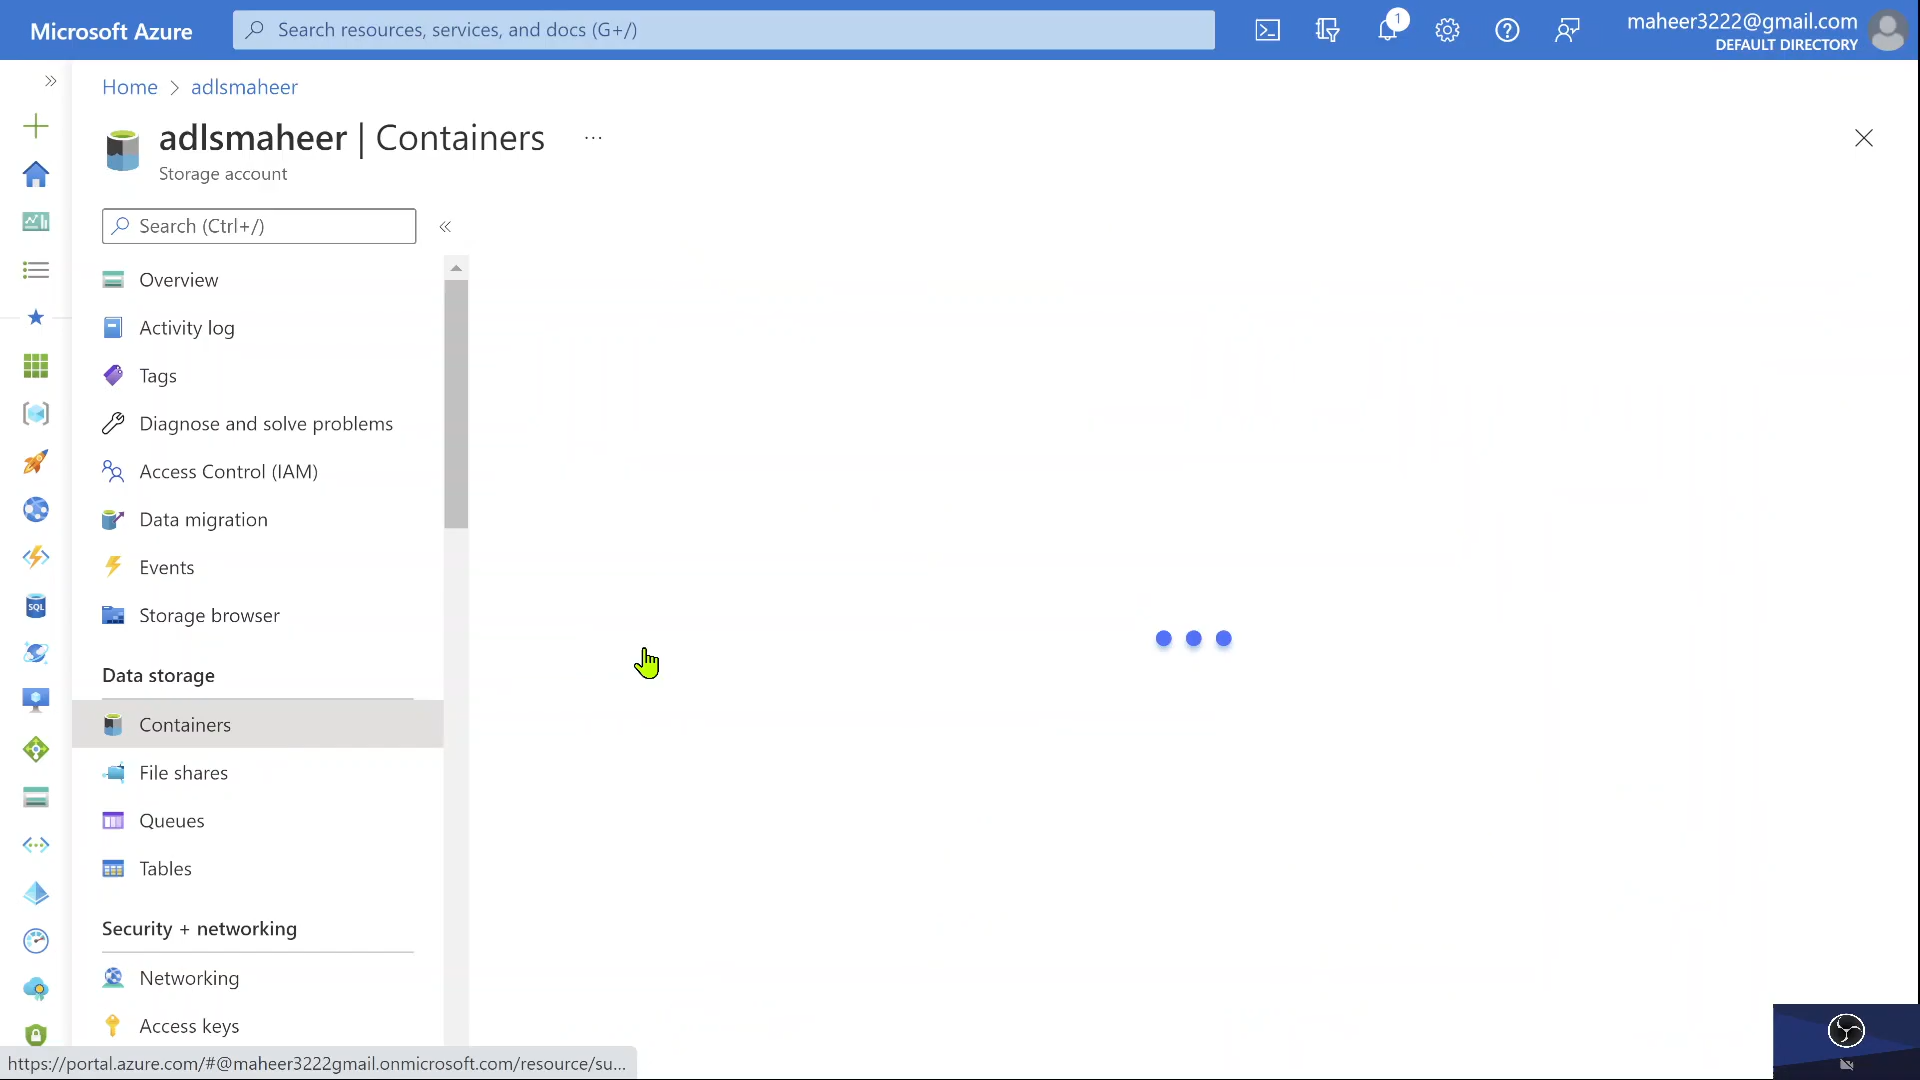 Microsoft Azure
Search resources, services, and docs (G+/)
1
maheer3222@gmail.com
DEFAULT DIRECTORY
Home > adlsmaheer
adlsmaheer | Containers ...
Storage account
Search (Ctrl+/)
Overview
Activity log
Tags
Diagnose and solve problems
Access Control (IAM)
Data migration
Events
Storage browser
Data storage
Containers
File shares
Queues
Tables
Security + networking
Networking
Access keys
SQL
https://portal.azure.com/#@maheer3222gmail.onmicrosoft.com/resource/su...